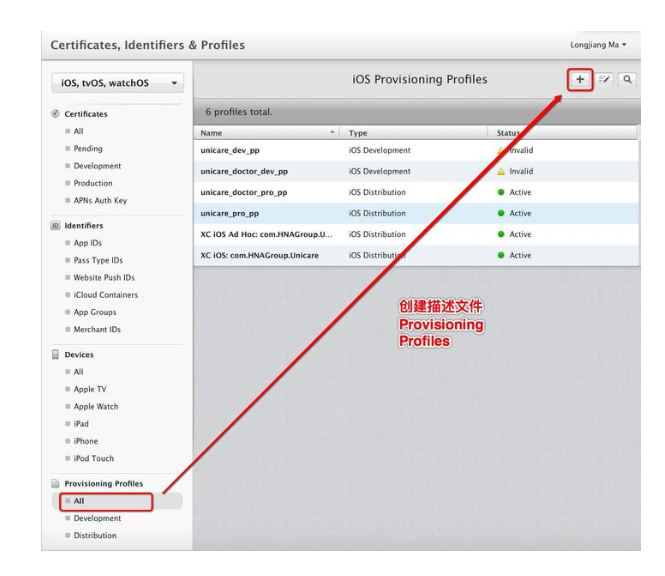 Certificates, Identifiers & Profiles
Longjiang Ma
iOS, tvOS, watchOS
iOS Provisioning Profiles
Certificates
All
Pending
Development
Production
APNs Auth Key
Identifiers
App IDs
Pass Type IDs
Website Push IDs
iCloud Containers
App Groups
Merchant IDs
Devices
All
Apple TV
Apple Watch
iPad
iPhone
iPod Touch
Provisioning Profiles
All
Development
Distribution
6 profiles total.
Name Type Status
unicare_dev_pp iOS Development Invalid
unicare_doctor_dev_pp iOS Development Invalid
unicare_doctor_pro_pp iOS Distribution Active
unicare_pro_pp iOS Distribution Active
XC iOS Ad Hoc: com.HNAGroup.U... iOS Distribution Active
XC iOS: com.HNAGroup.Unicare iOS Distribution Active
创建描述文件
Provisioning
Profiles